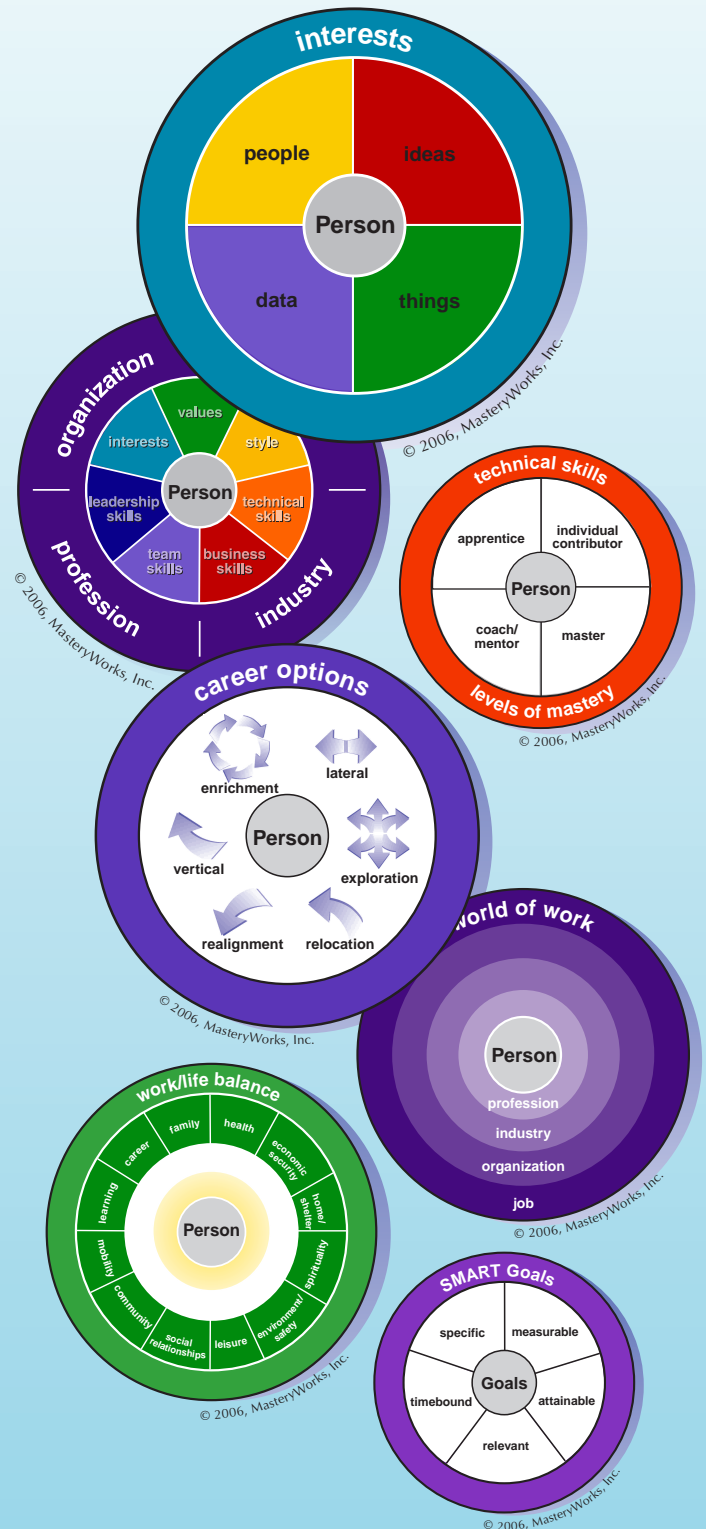 interests
people
ideas
Person
data
things
© 2006, MasteryWorks, Inc.
organization
values
interests
style
leadership
skills
Person
technical
skills
team
skills
business
skills
profession
industry
© 2006, MasteryWorks, Inc.
technical skills
apprentice
individual
contributor
Person
coach/
mentor
master
levels of mastery
© 2006, MasteryWorks, Inc.
career options
enrichment
lateral
Person
vertical
exploration
realignment
relocation
© 2006, MasteryWorks, Inc.
world of work
Person
profession
industry
organization
job
© 2006, MasteryWorks, Inc.
work/life balance
family
health
career
economic
security
learning
home/
shelter
Person
mobility
spirituality
community
environment/
safety
social
relationships
leisure
© 2006, MasteryWorks, Inc.
SMART Goals
specific
measurable
Goals
timebound
attainable
relevant
© 2006, MasteryWorks, Inc.